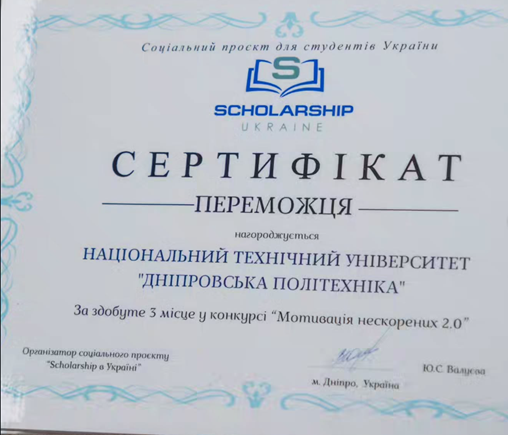 Соціальний проєкт для студентів України
S
SCHOLARSHIP
UKRAINE
СЕРТИФІКАТ
ПЕРЕМОЖЦЯ
нагороджується
НАЦІОНАЛЬНИЙ ТЕХНІЧНИЙ УНІВЕРСИТЕТ
"ДНІПРОВСЬКА ПОЛІТЕХНІКА"
За здобуте 3 місце у конкурсі “Мотивація нескорених 2.0”
Організатор соціального проєкту
"Scholarship в Україні"
Ю.С. Валуєва
м. Дніпро, Україна